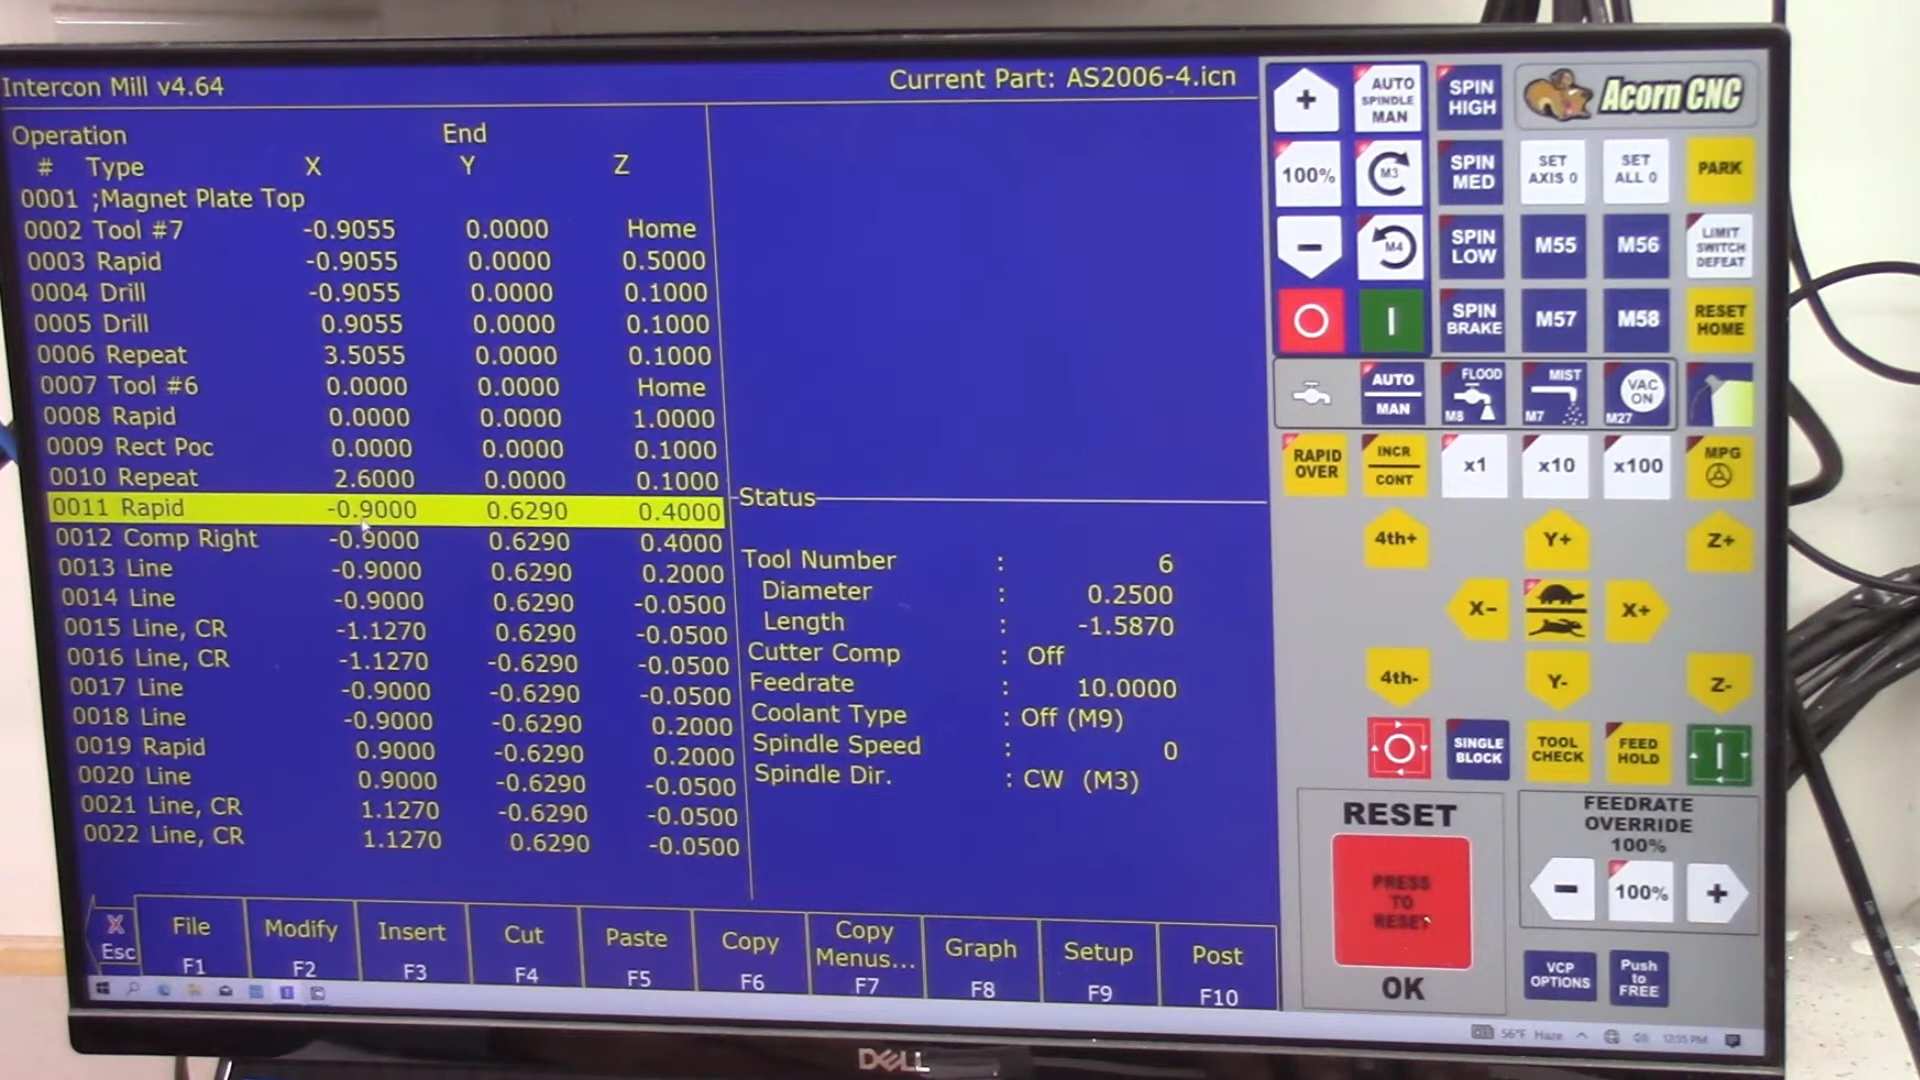 Intercon Mill v4.64
Current Part: AS2006-4.icn
Operation End
# Type X Y Z
0001 ;Magnet Plate Top
0002 Tool #7 -0.9055 0.0000 Home
0003 Rapid -0.9055 0.0000 0.5000
0004 Drill -0.9055 0.0000 0.1000
0005 Drill 0.9055 0.0000 0.1000
0006 Repeat 3.5055 0.0000 0.1000
0007 Tool #6 0.0000 0.0000 Home
0008 Rapid 0.0000 0.0000 1.0000
0009 Rect Poc 0.0000 0.0000 0.1000
0010 Repeat 2.6000 0.0000 0.1000
0011 Rapid -0.9000 0.6290 0.4000
0012 Comp Right -0.9000 0.6290 0.4000
0013 Line -0.9000 0.6290 0.2000
0014 Line -0.9000 0.6290 -0.0500
0015 Line, CR -1.1270 0.6290 -0.0500
0016 Line, CR -1.1270 -0.6290 -0.0500
0017 Line -0.9000 -0.6290 -0.0500
0018 Line -0.9000 -0.6290 0.2000
0019 Rapid 0.9000 -0.6290 0.2000
0020 Line 0.9000 -0.6290 -0.0500
0021 Line, CR 1.1270 -0.6290 -0.0500
0022 Line, CR 1.1270 0.6290 -0.0500
Status
Tool Number : 6
Diameter : 0.2500
Length : -1.5870
Cutter Comp : Off
Feedrate : 10.0000
Coolant Type : Off (M9)
Spindle Speed : 0
Spindle Dir. : CW (M3)
X
Esc
File
F1
Modify
F2
Insert
F3
Cut
F4
Paste
F5
Copy
F6
Copy
Menus...
F7
Graph
F8
Setup
F9
Post
F10
+
AUTO
SPINDLE
MAN
SPIN
HIGH
Acorn CNC
100%
M3
SPIN
MED
SET
AXIS 0
SET
ALL 0
PARK
-
M4
SPIN
LOW
M55
M56
LIMIT
SWITCH
DEFEAT
SPIN
BRAKE
M57
M58
RESET
HOME
AUTO
MAN
FLOOD
M8
MIST
M7
VAC
ON
M27
RAPID
OVER
INCR
CONT
x1
x10
x100
MPG
4th+
Y+
Z+
X-
X+
4th-
Y-
Z-
SINGLE
BLOCK
TOOL
CHECK
FEED
HOLD
RESET
PRESS
TO
RESET
OK
FEEDRATE
OVERRIDE
100%
-
100%
+
VCP
OPTIONS
Push
to
FREE
56°F Haze
12:55 PM
DELL